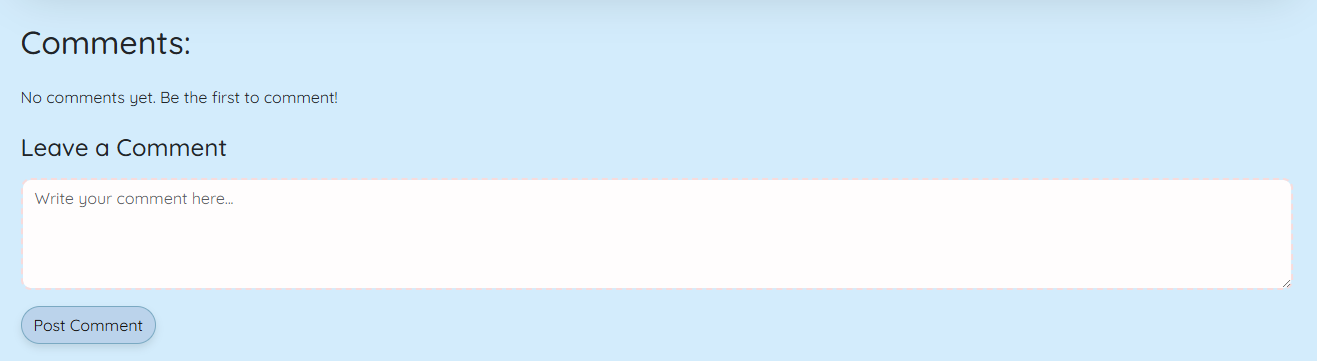 Comments:
No comments yet. Be the first to comment!
Leave a Comment
Write your comment here...
Post Comment